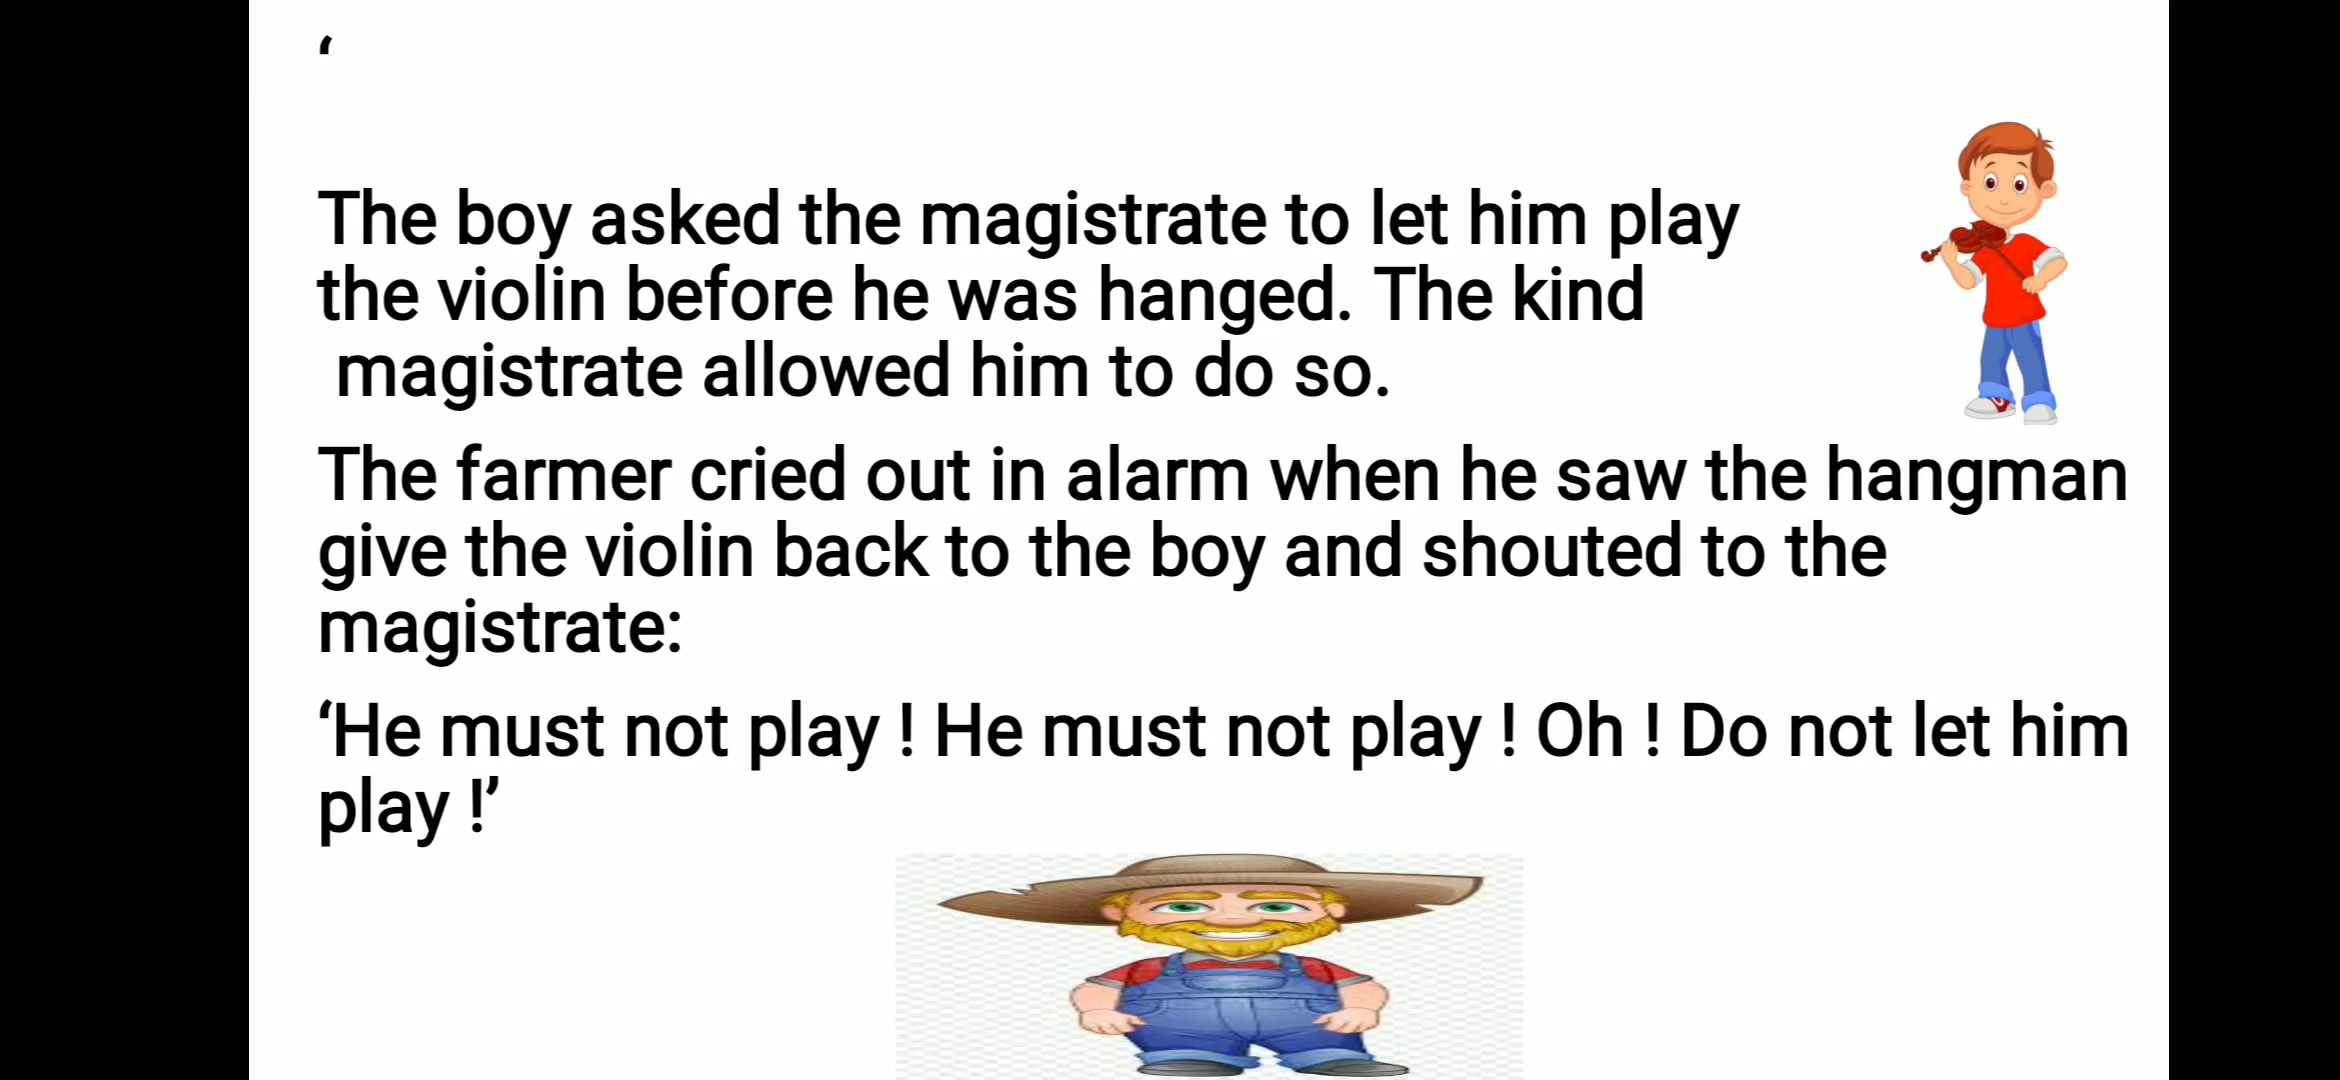 ‘
The boy asked the magistrate to let him play
the violin before he was hanged. The kind
magistrate allowed him to do so.
The farmer cried out in alarm when he saw the hangman
give the violin back to the boy and shouted to the
magistrate:
‘He must not play ! He must not play ! Oh ! Do not let him
play !’